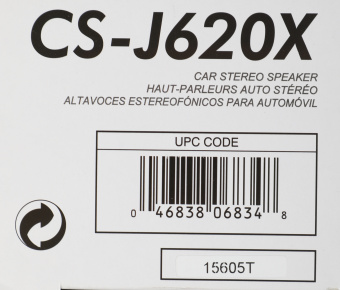 CS-J620X
CAR STEREO SPEAKER
HAUT-PARLEURS AUTO STÉRÉO
ALTAVOCES ESTEREOFÓNICOS PARA AUTOMÓVIL
UPC CODE
0 46838 06834 8
15605T